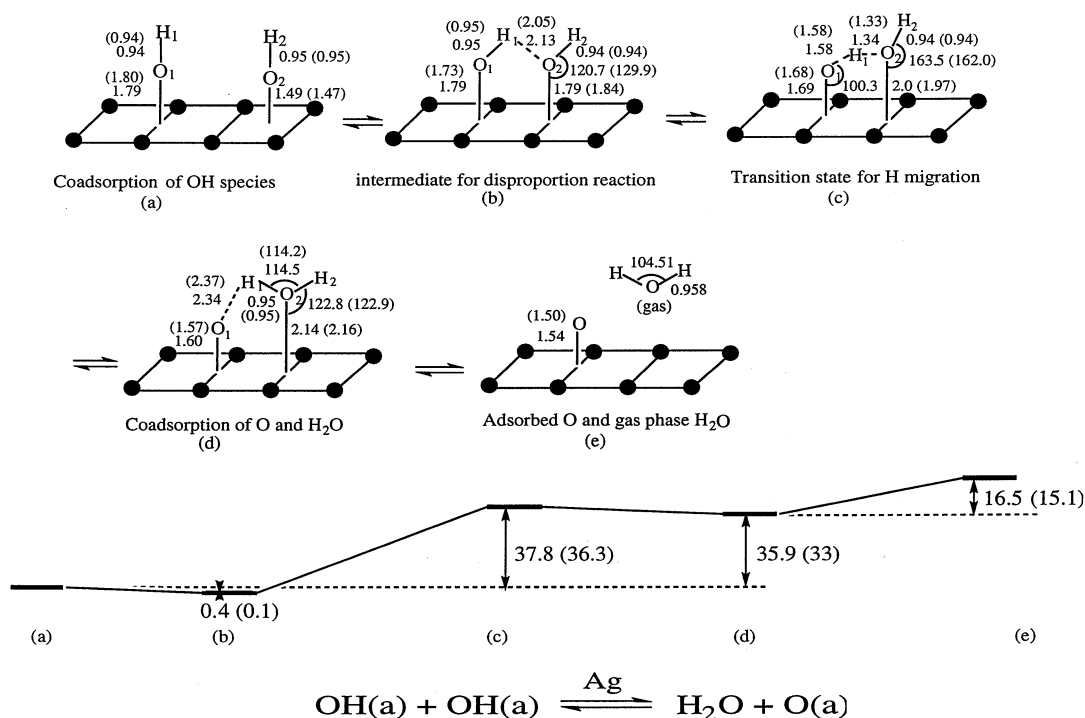 (0.94)
0.94
H1
O1
(1.80)
1.79
H2
0.95 (0.95)
O2
1.49 (1.47)
Coadsorption of OH species
(a)
(0.95)
0.95
H1
(2.05)
2.13
H2
0.94 (0.94)
O1
O2
120.7 (129.9)
(1.73)
1.79
1.79 (1.84)
intermediate for disproportion reaction
(b)
(1.58)
1.58
(1.33)
1.34
H2
H1
O2
0.94 (0.94)
163.5 (162.0)
(1.68)
1.69
O1
100.3
2.0 (1.97)
Transition state for H migration
(c)
(114.2)
114.5
(2.37)
2.34
H
H2
0.95
(0.95)
O2
122.8 (122.9)
(1.57)
1.60
O1
2.14 (2.16)
Coadsorption of O and H2O
(d)
104.51
H
H
O
0.958
(gas)
(1.50)
1.54
O
Adsorbed O and gas phase H2O
(e)
16.5 (15.1)
37.8 (36.3)
35.9 (33)
0.4 (0.1)
(a)
(b)
(c)
(d)
(e)
Ag
OH(a) + OH(a) ⇌ H2O + O(a)